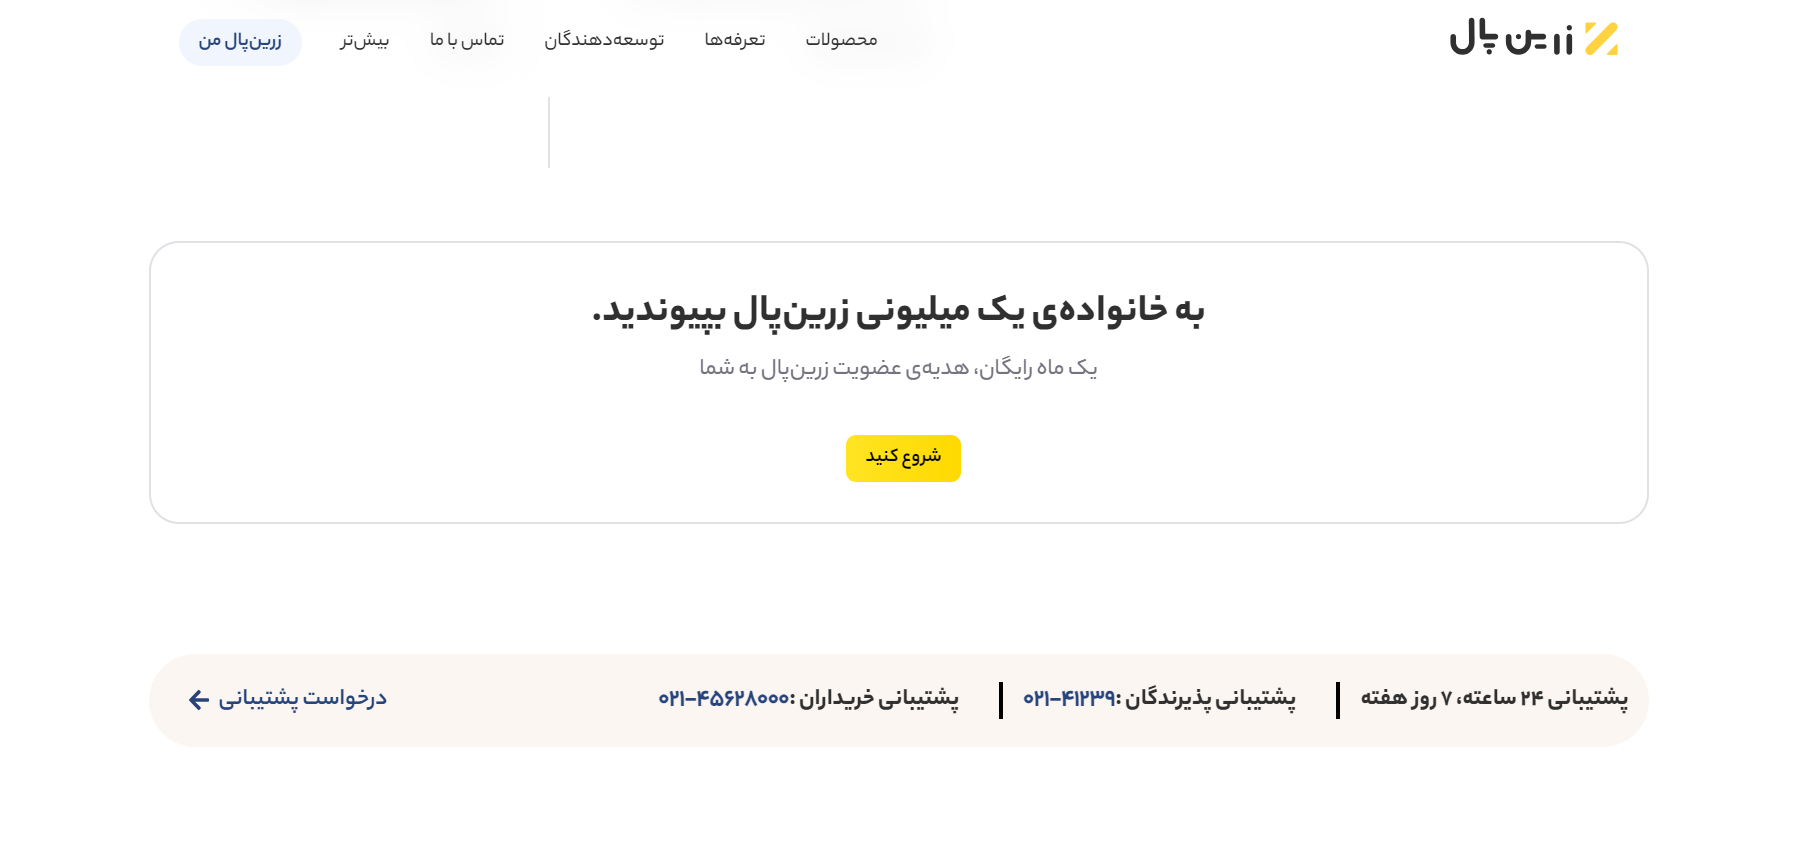 زرین پال
محصولات
تعرفه‌ها
توسعه‌دهندگان
تماس با ما
بیش‌تر
زرین‌پال من
به خانواده‌ی یک میلیونی زرین‌پال بپیوندید.
یک ماه رایگان، هدیه‌ی عضویت زرین‌پال به شما
شروع کنید
پشتیبانی ۲۴ ساعته، ۷ روز هفته
پشتیبانی پذیرندگان :۰۲۱-۴۱۲۳۹
پشتیبانی خریداران :۰۲۱-۴۵۶۲۸۰۰۰
درخواست پشتیبانی